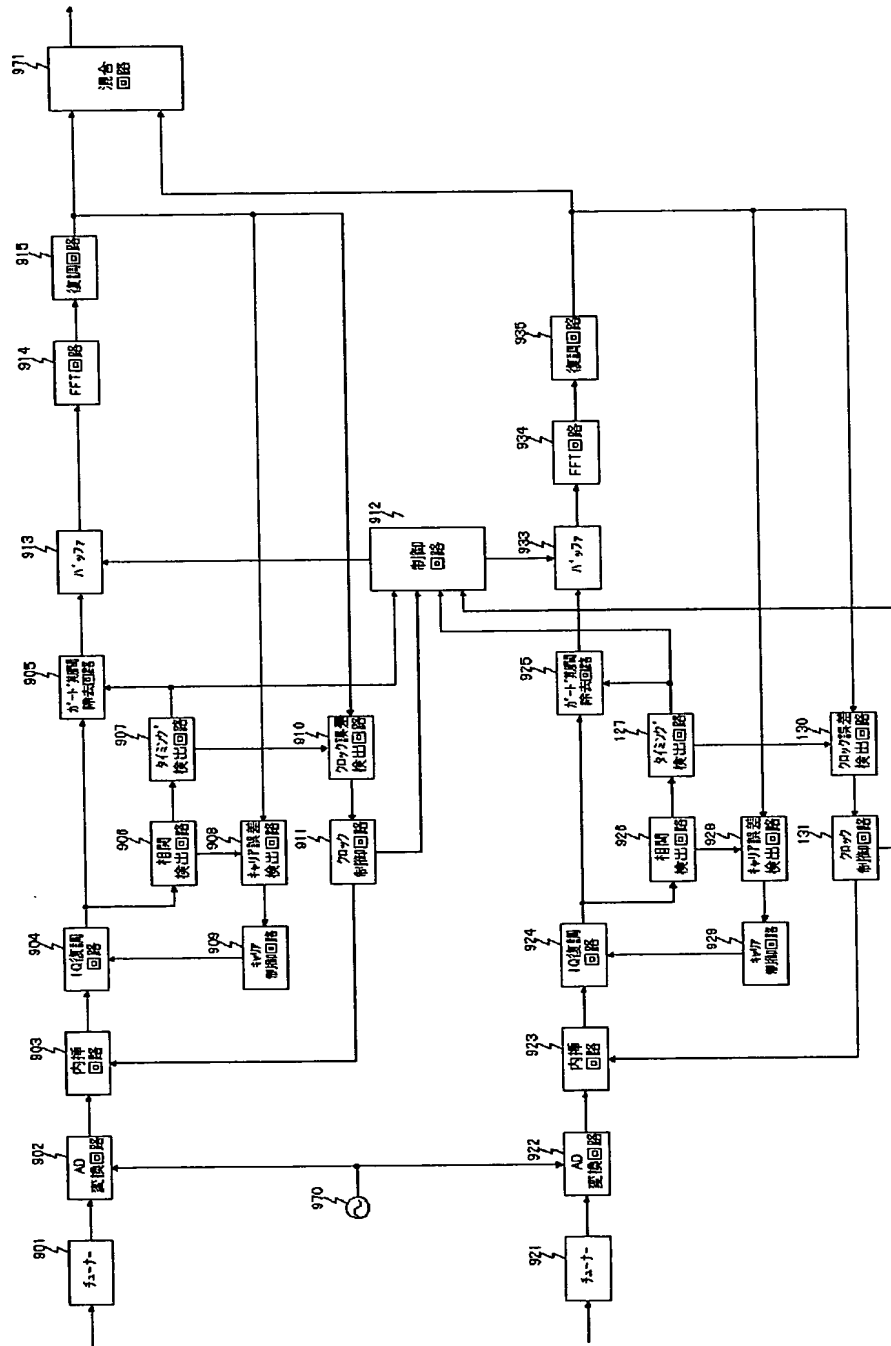 901
チューナー
902
AD
変換回路
903
内挿
回路
904
IQ復調
回路
905
ガード期間
除去回路
906
相関
検出回路
907
タイミング
検出回路
908
キャリア誤差
検出回路
909
キャリア
制御回路
910
クロック誤差
検出回路
911
クロック
制御回路
912
制御
回路
913
バッファ
914
FFT回路
915
復調回路
971
混合
回路
970
921
チューナー
922
AD
変換回路
923
内挿
回路
924
IQ復調
回路
925
ガード期間
除去回路
926
相関
検出回路
127
タイミング
検出回路
928
キャリア誤差
検出回路
929
キャリア
制御回路
130
クロック誤差
検出回路
131
クロック
制御回路
933
バッファ
934
FFT回路
935
復調回路